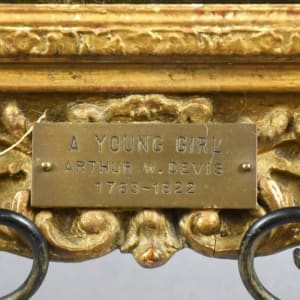 A YOUNG GIRL
ARTHUR W. DEVIS
1763-1822